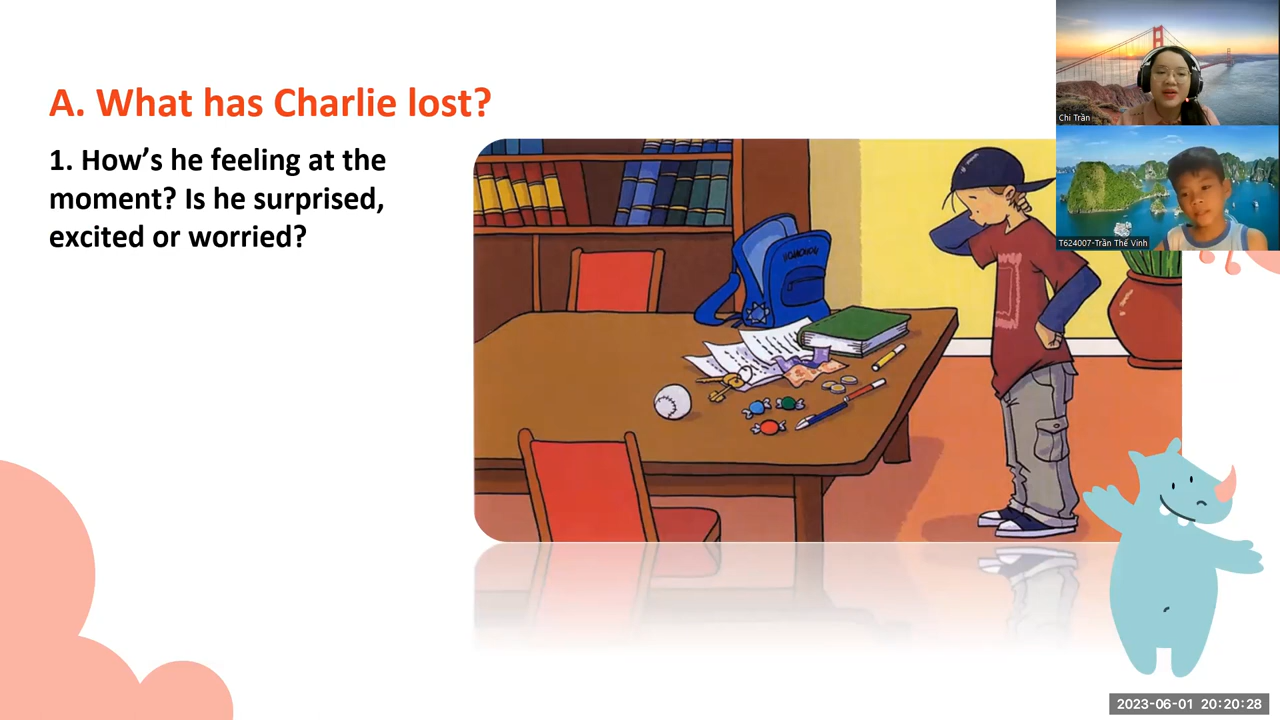 A. What has Charlie lost?
1. How's he feeling at the
moment? Is he surprised,
excited or worried?
Chi Trần
T624007-Trần Thế Vinh
2023-06-01 20:20:28